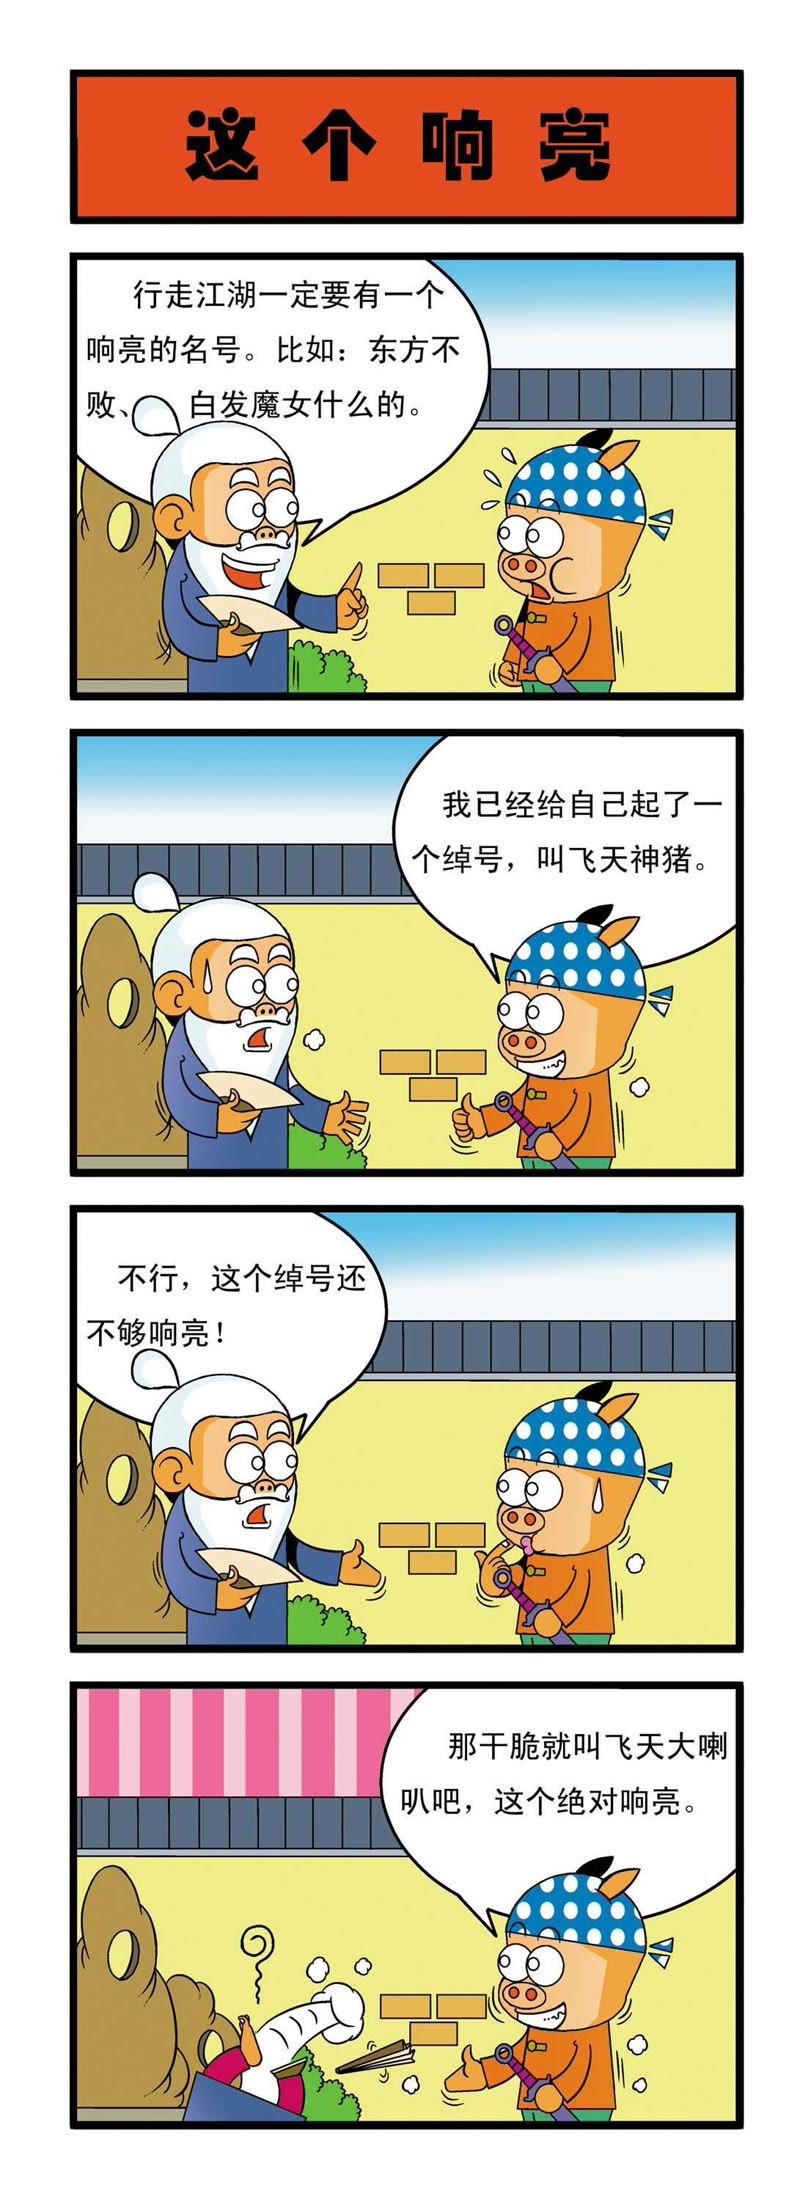 这个响亮
行走江湖一定要有一个
响亮的名号。比如：东方不
败、白发魔女什么的。
我已经给自己起了一
个绰号，叫飞天神猪。
不行，这个绰号还
不够响亮！
那干脆就叫飞天大喇
叭吧，这个绝对响亮。